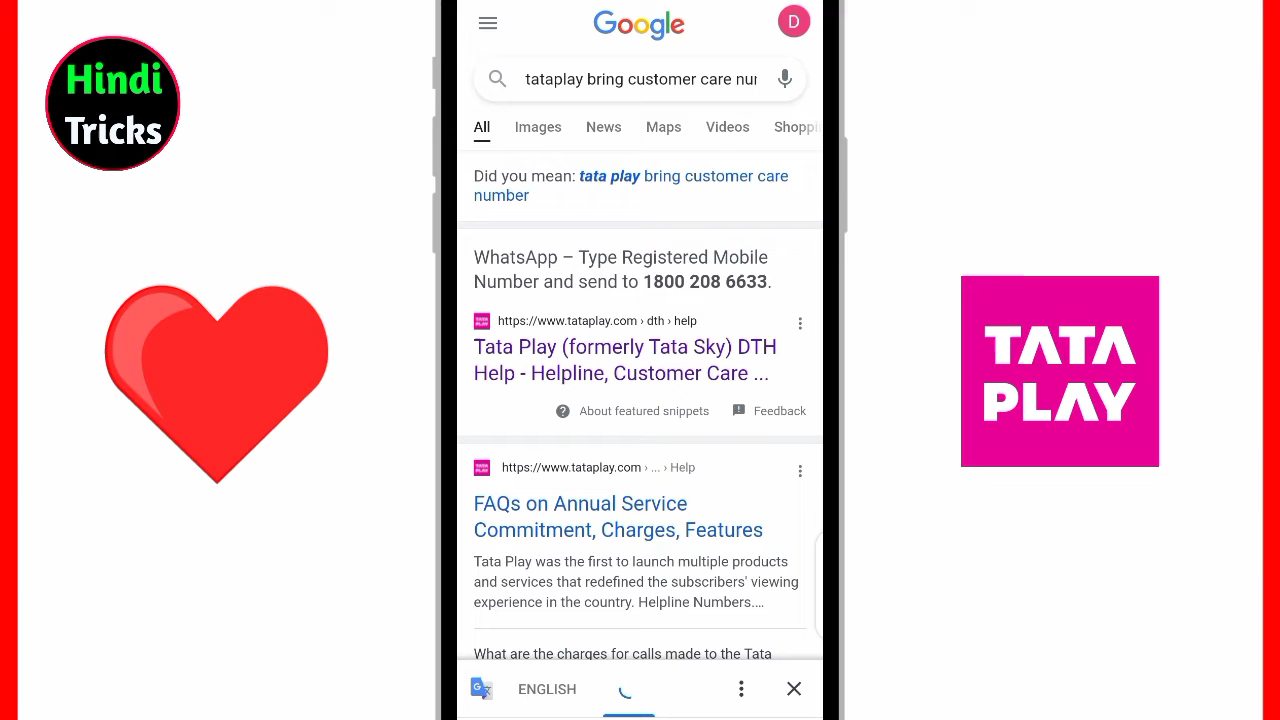 Hindi
Tricks
Google
D
tataplay bring customer care nur
All Images News Maps Videos Shoppi
Did you mean: tata play bring customer care
number
WhatsApp – Type Registered Mobile
Number and send to 1800 208 6633.
TATA PLAY
https://www.tataplay.com › dth › help
Tata Play (formerly Tata Sky) DTH
Help - Helpline, Customer Care ...
About featured snippets Feedback
TATA PLAY
https://www.tataplay.com › ... › Help
FAQs on Annual Service
Commitment, Charges, Features
Tata Play was the first to launch multiple products
and services that redefined the subscribers' viewing
experience in the country. Helpline Numbers....
What are the charges for calls made to the Tata
ENGLISH
TATA
PLAY